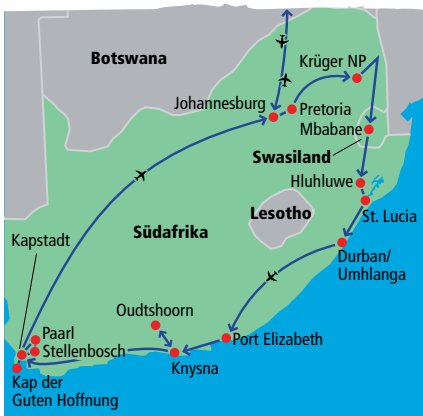 Botswana
Krüger NP
Johannesburg
Pretoria
Mbabane
Swasiland
Hluhluwe
Lesotho
St. Lucia
Südafrika
Kapstadt
Durban/
Umhlanga
Oudtshoorn
Paarl
Stellenbosch
Port Elizabeth
Knysna
Kap der
Guten Hoffnung